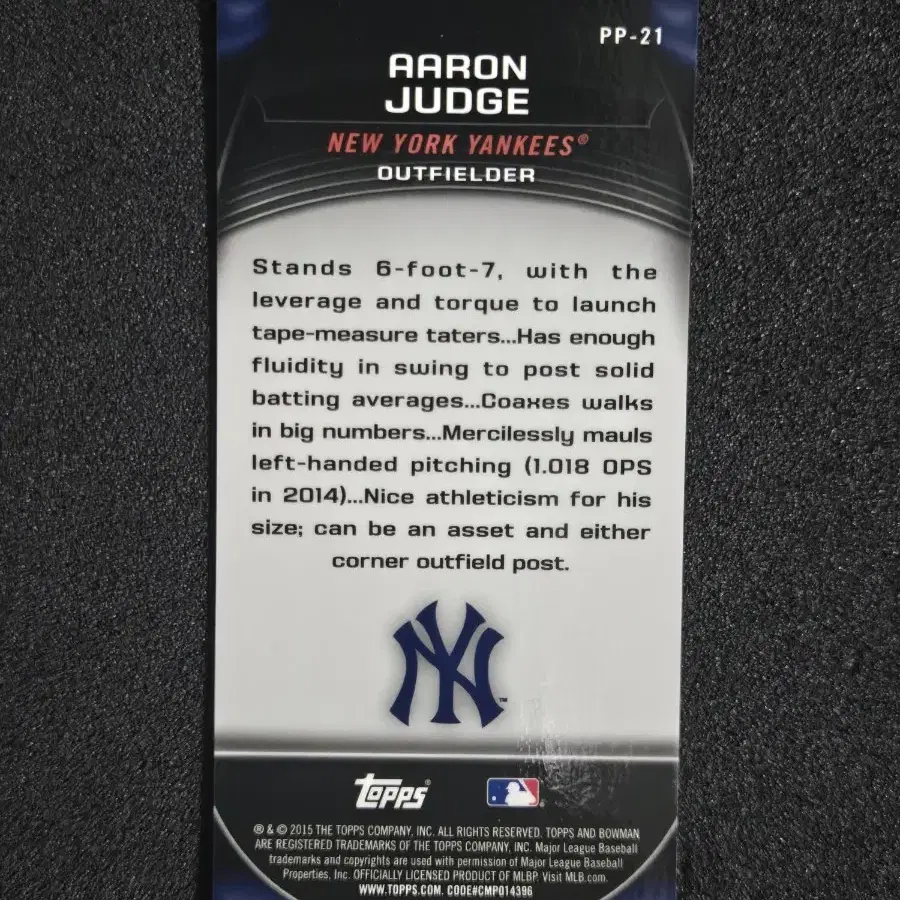 PP-21
AARON
JUDGE
NEW YORK YANKEES®
OUTFIELDER
Stands 6-foot-7, with the
leverage and torque to launch
tape-measure taters...Has enough
fluidity in swing to post solid
batting averages...Coaxes walks
in big numbers...Mercilessly mauls
left-handed pitching (1.018 OPS
in 2014)...Nice athleticism for his
size; can be an asset and either
corner outfield post.
NY™
Topps®
® & © 2015 THE TOPPS COMPANY, INC. ALL RIGHTS RESERVED. TOPPS AND BOWMAN
ARE REGISTERED TRADEMARKS OF THE TOPPS COMPANY, INC. Major League Baseball
trademarks and copyrights are used with permission of Major League Baseball
Properties, Inc. OFFICIALLY LICENSED PRODUCT OF MLBP. Visit MLB.com.
WWW.TOPPS.COM. CODE#CMP014396